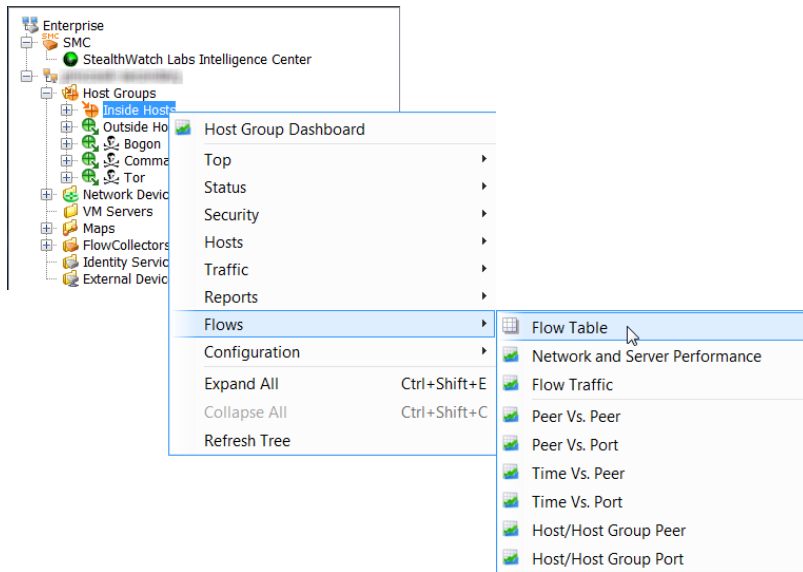 Enterprise
SMC
SMC
StealthWatch Labs Intelligence Center
Host Groups
Inside Hosts
Outside Ho
Bogon
Comma
Tor
Network Devic
VM Servers
Maps
FlowCollectors
Identity Servic
External Devic
Host Group Dashboard
Top
Status
Security
Hosts
Traffic
Reports
Flows
Configuration
Expand All Ctrl+Shift+E
Collapse All Ctrl+Shift+C
Refresh Tree
Flow Table
Network and Server Performance
Flow Traffic
Peer Vs. Peer
Peer Vs. Port
Time Vs. Peer
Time Vs. Port
Host/Host Group Peer
Host/Host Group Port